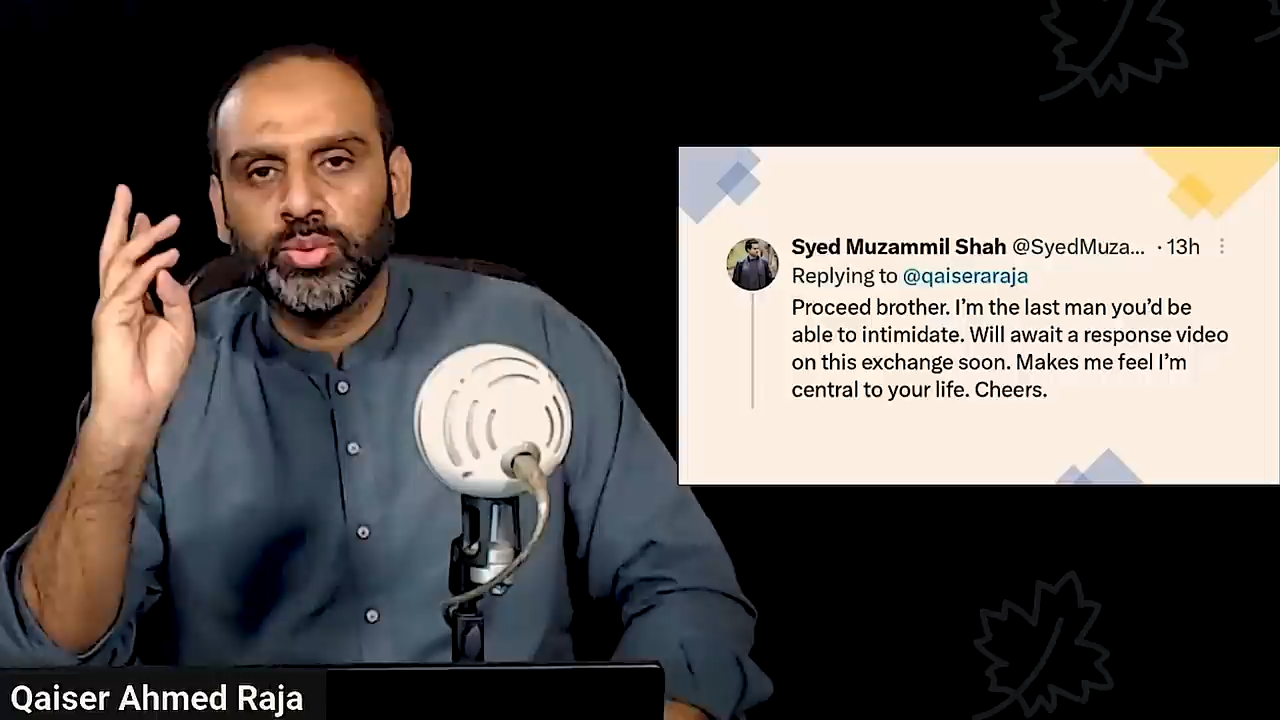 Syed Muzammil Shah @SyedMuza... · 13h
Replying to @qaiseraraja
Proceed brother. I’m the last man you’d be
able to intimidate. Will await a response video
on this exchange soon. Makes me feel I’m
central to your life. Cheers.
Qaiser Ahmed Raja